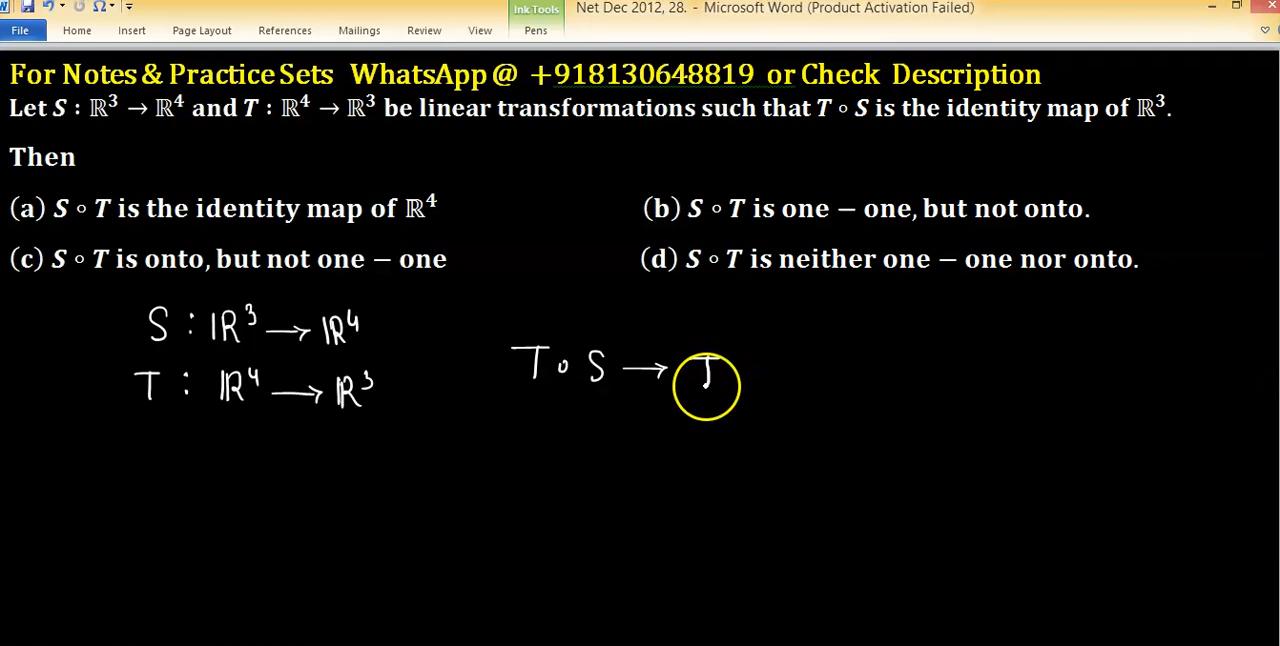 Ink Tools
Net Dec 2012, 28. - Microsoft Word (Product Activation Failed)
File Home Insert Page Layout References Mailings Review View Pens
For Notes & Practice Sets WhatsApp @ +918130648819 or Check Description
Let S : ℝ³ → ℝ⁴ and T : ℝ⁴ → ℝ³ be linear transformations such that T ∘ S is the identity map of ℝ³.
Then
(a) S ∘ T is the identity map of ℝ⁴ (b) S ∘ T is one − one, but not onto.
(c) S ∘ T is onto, but not one − one (d) S ∘ T is neither one − one nor onto.
S : ℝ³ → ℝ⁴
T : ℝ⁴ → ℝ³
T ∘ S →